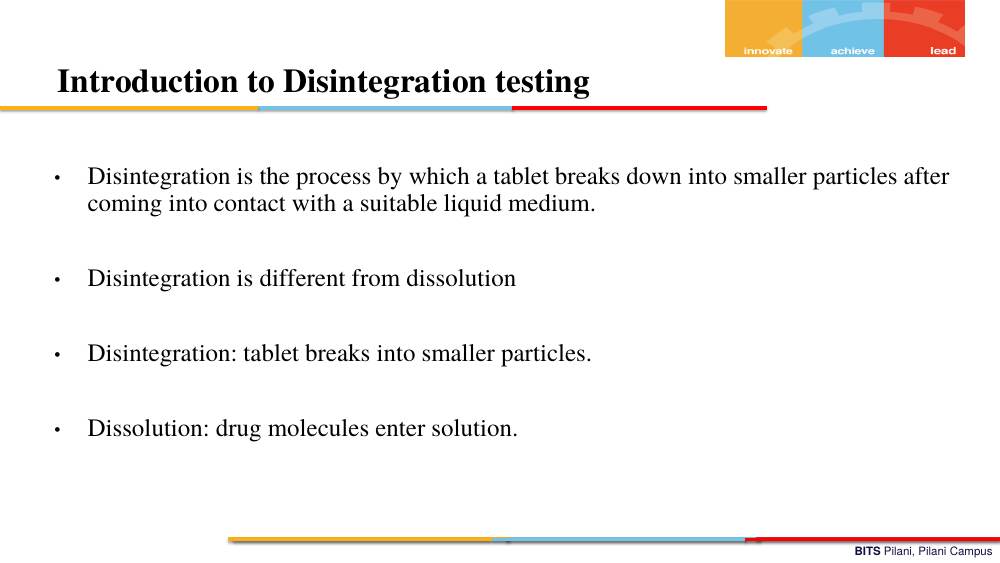 innovate achieve lead
Introduction to Disintegration testing
• Disintegration is the process by which a tablet breaks down into smaller particles after
coming into contact with a suitable liquid medium.
• Disintegration is different from dissolution
• Disintegration: tablet breaks into smaller particles.
• Dissolution: drug molecules enter solution.
BITS Pilani, Pilani Campus